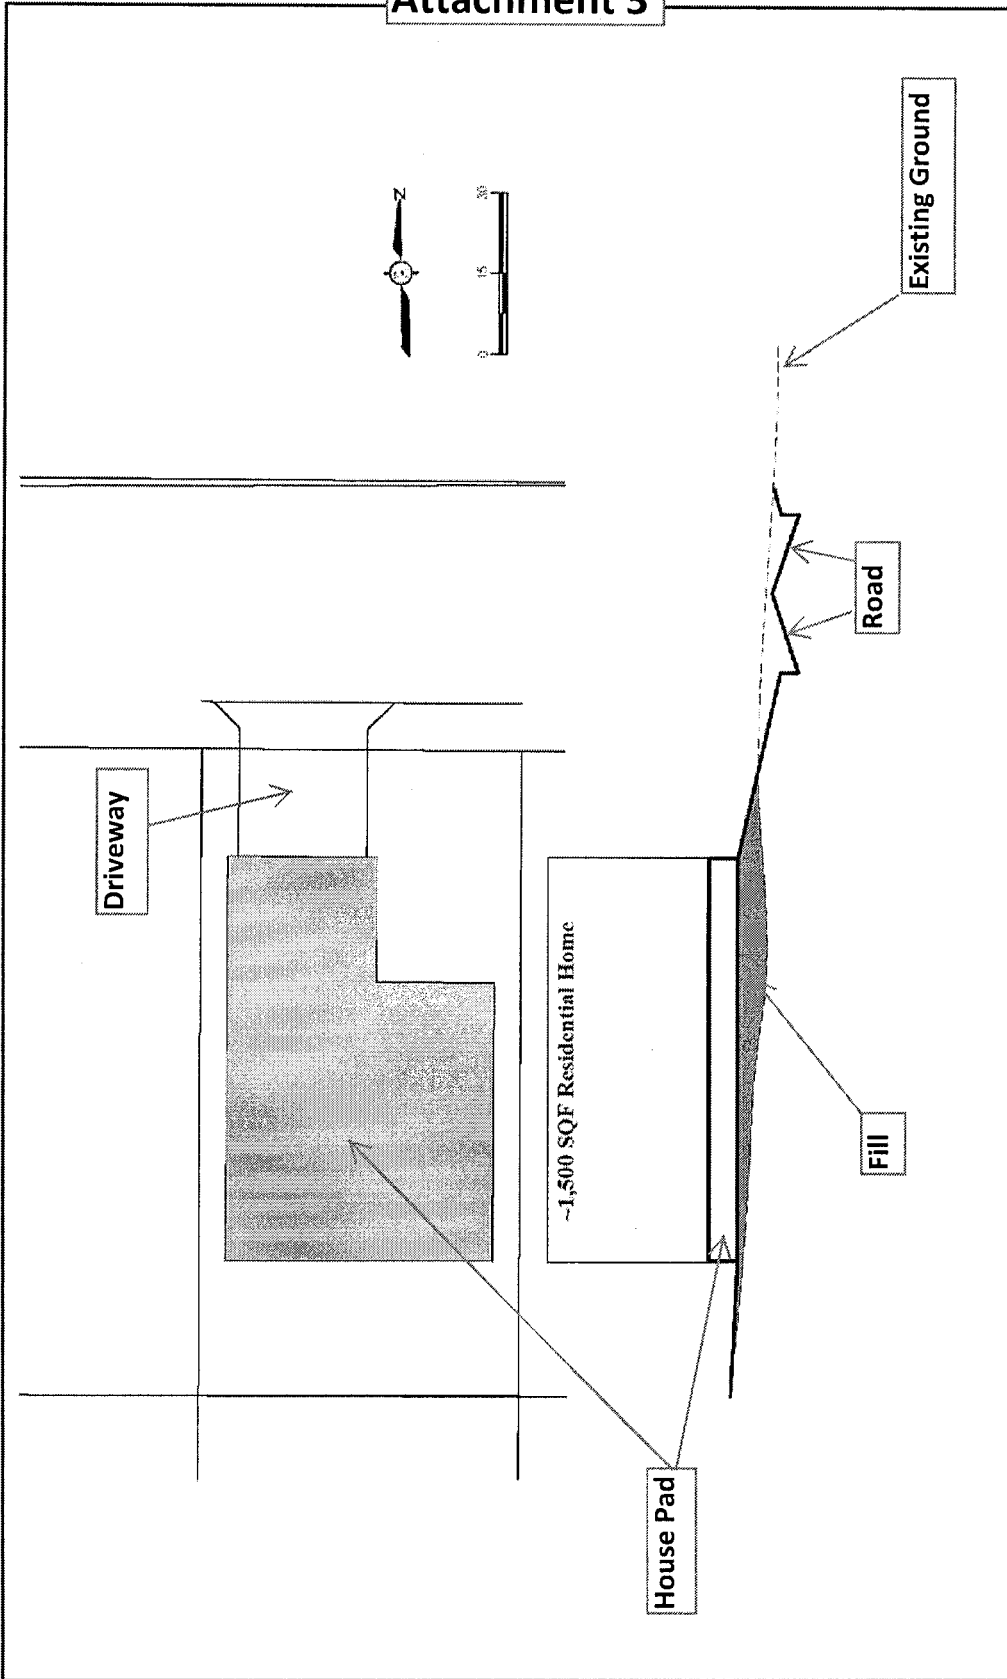 Attachment 3
Driveway
N
0 15 30
Existing Ground
~1,500 SQF Residential Home
Road
Fill
House Pad